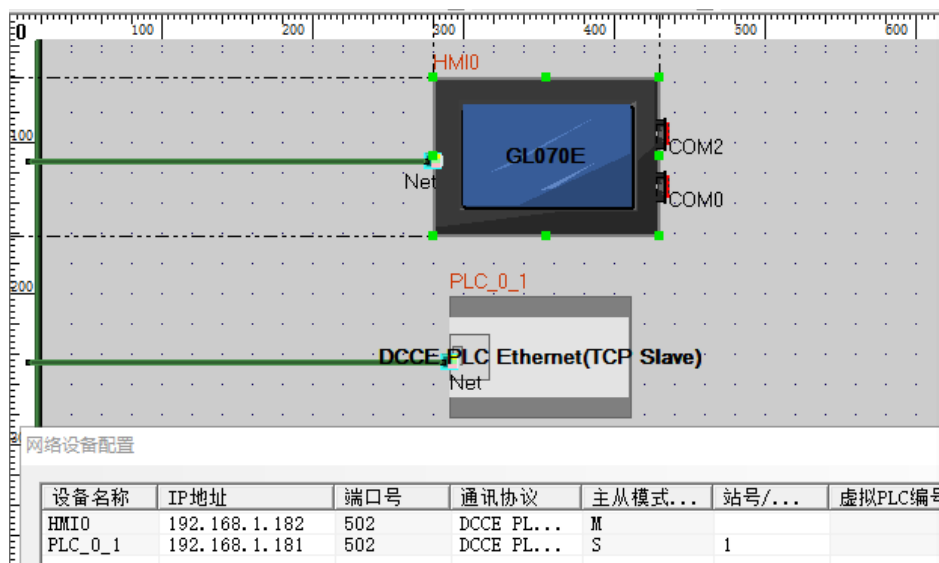 0 100 200 300 400 500 600
HMI0
100
GL070E
COM2
Net
COM0
200
PLC_0_1
DCCE PLC Ethernet(TCP Slave)
Net
网络设备配置
设备名称 IP地址 端口号 通讯协议 主从模式... 站号/... 虚拟PLC编号
HMI0 192.168.1.182 502 DCCE PL... M
PLC_0_1 192.168.1.181 502 DCCE PL... S 1